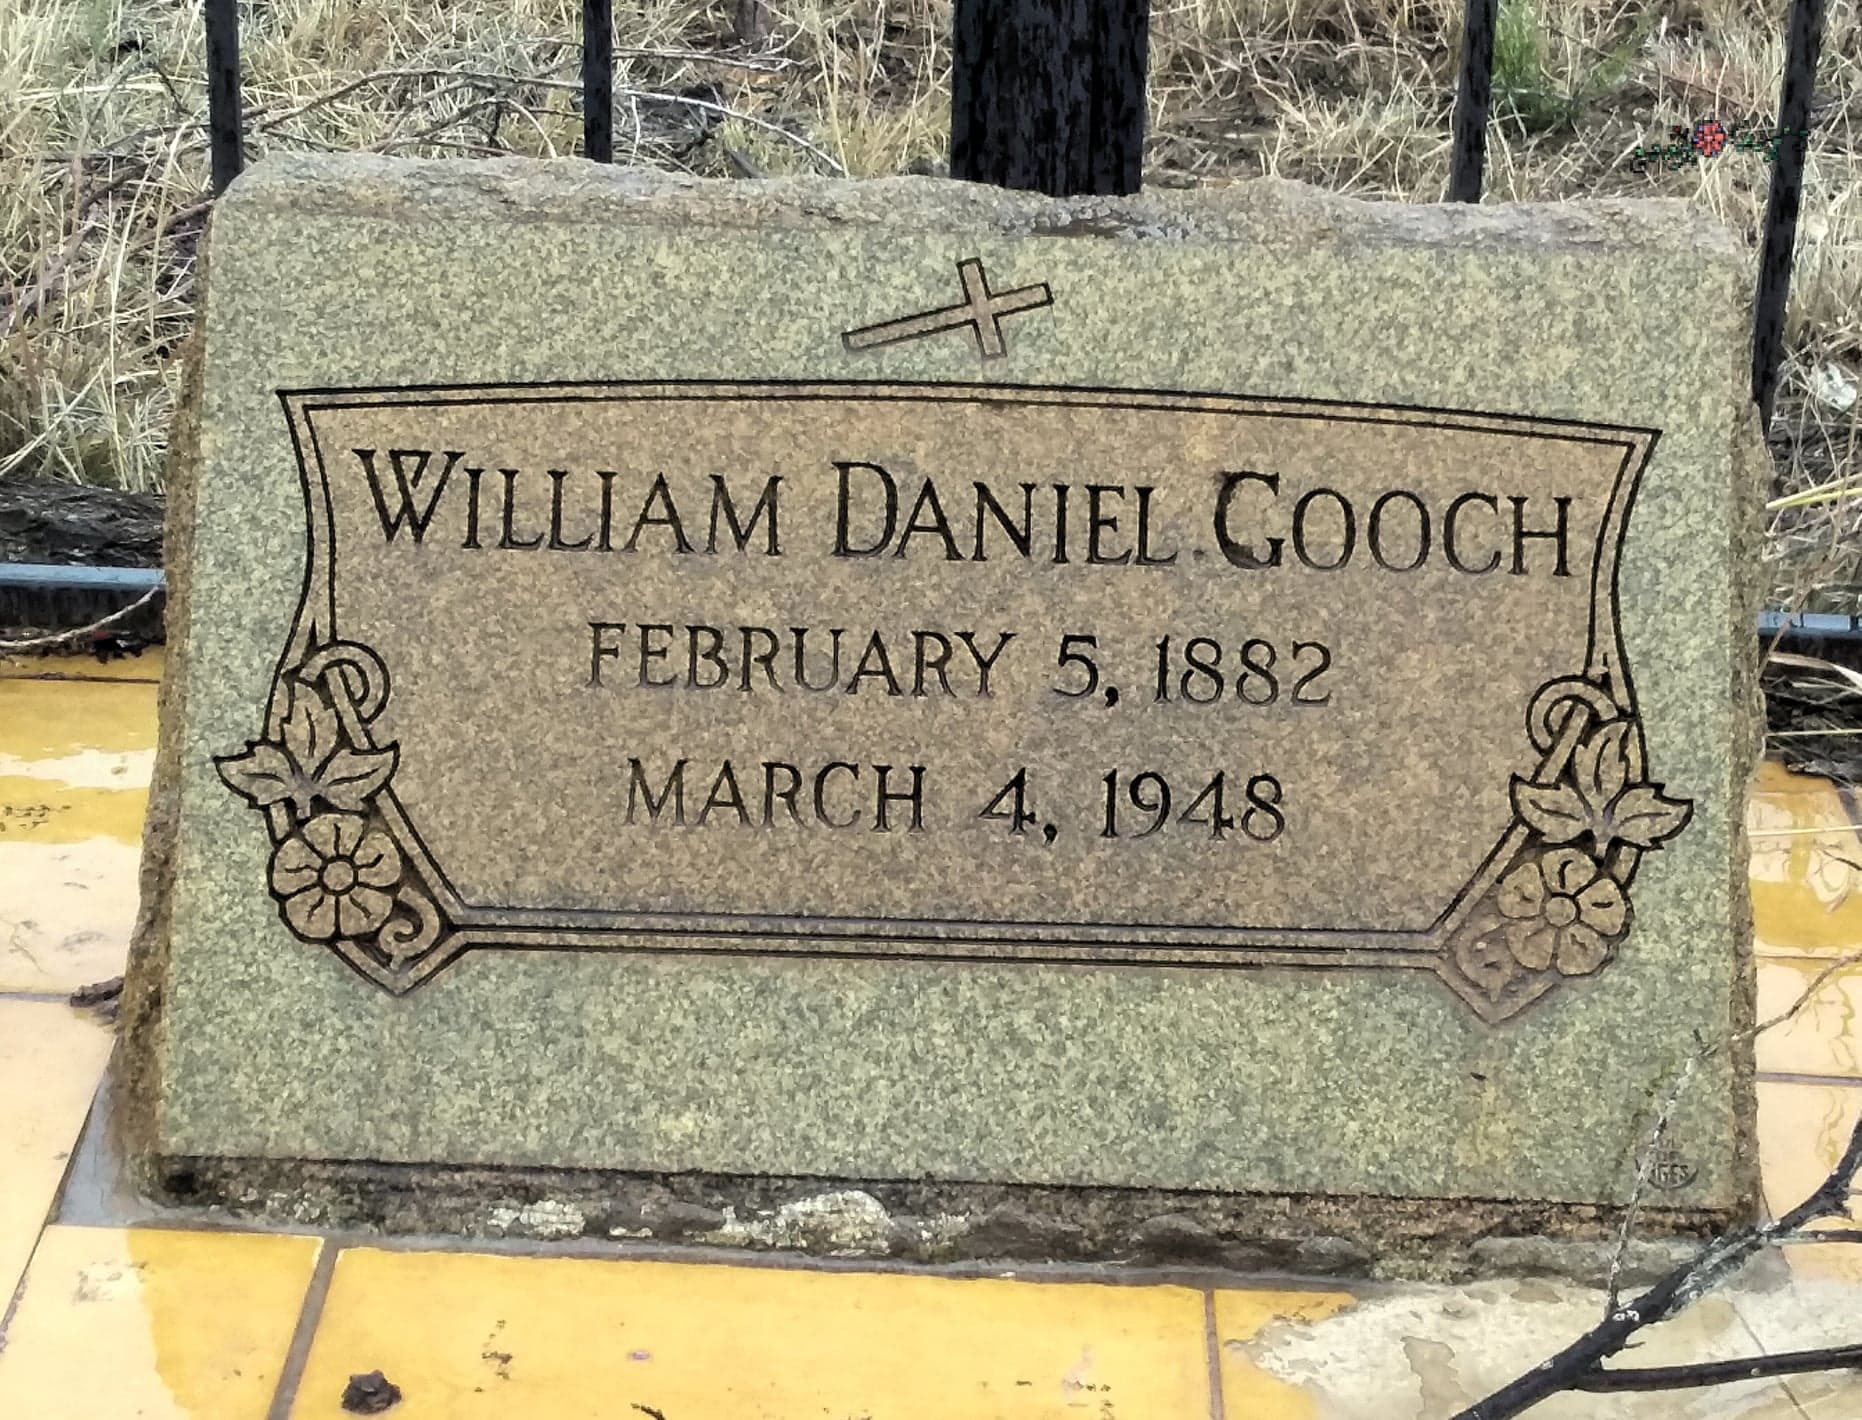 WILLIAM DANIEL GOOCH
FEBRUARY 5, 1882
MARCH 4, 1948